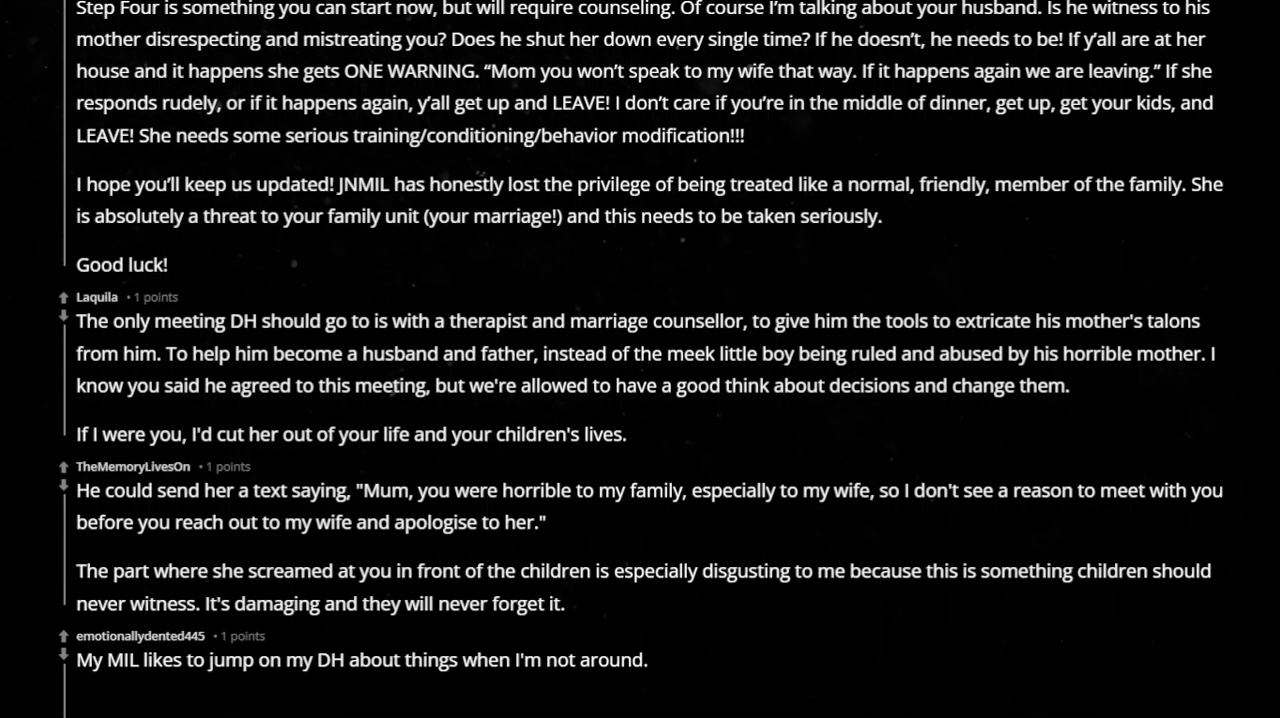 Step Four is something you can start now, but will require counseling. Of course I’m talking about your husband. Is he witness to his
mother disrespecting and mistreating you? Does he shut her down every single time? If he doesn’t, he needs to be! If y’all are at her
house and it happens she gets ONE WARNING. “Mom you won’t speak to my wife that way. If it happens again we are leaving.” If she
responds rudely, or if it happens again, y’all get up and LEAVE! I don’t care if you’re in the middle of dinner, get up, get your kids, and
LEAVE! She needs some serious training/conditioning/behavior modification!!!
I hope you’ll keep us updated! JNMIL has honestly lost the privilege of being treated like a normal, friendly, member of the family. She
is absolutely a threat to your family unit (your marriage!) and this needs to be taken seriously.
Good luck!
Laquila • 1 points
The only meeting DH should go to is with a therapist and marriage counsellor, to give him the tools to extricate his mother's talons
from him. To help him become a husband and father, instead of the meek little boy being ruled and abused by his horrible mother. I
know you said he agreed to this meeting, but we're allowed to have a good think about decisions and change them.
If I were you, I'd cut her out of your life and your children's lives.
TheMemoryLivesOn • 1 points
He could send her a text saying, "Mum, you were horrible to my family, especially to my wife, so I don't see a reason to meet with you
before you reach out to my wife and apologise to her."
The part where she screamed at you in front of the children is especially disgusting to me because this is something children should
never witness. It's damaging and they will never forget it.
emotionallydented445 • 1 points
My MIL likes to jump on my DH about things when I'm not around.